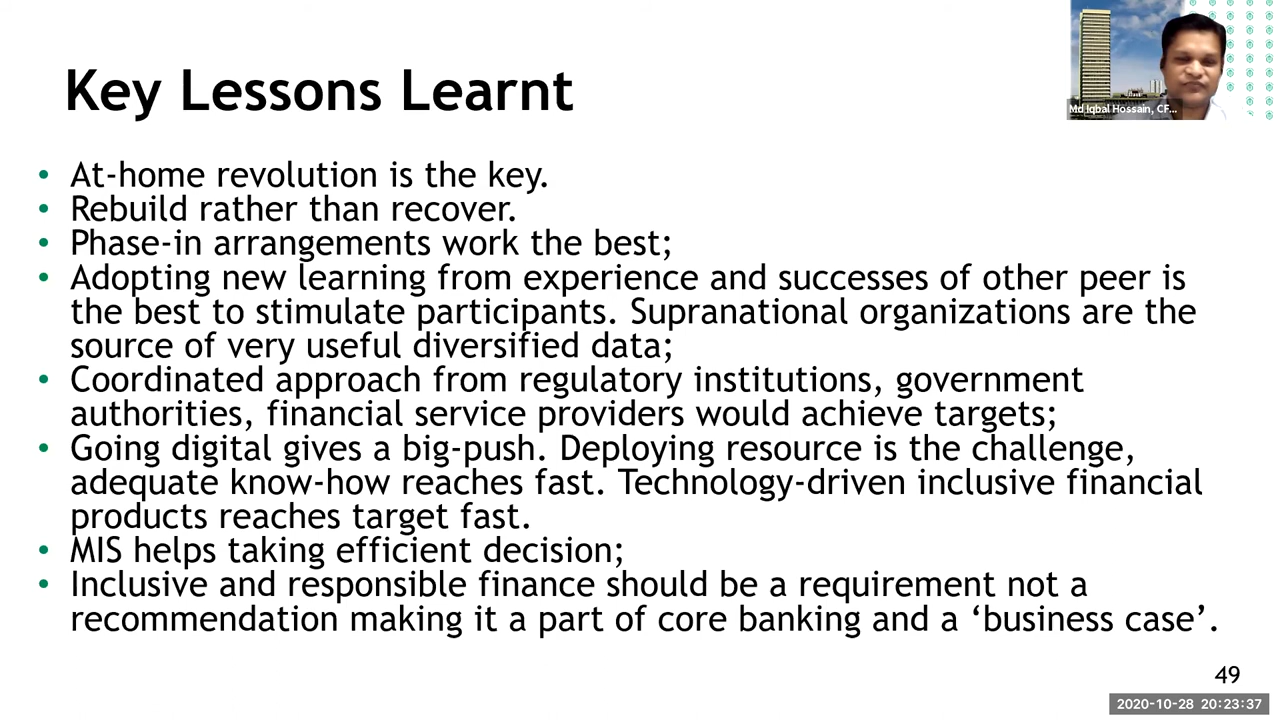 Key Lessons Learnt
Md Iqbal Hossain, CF...
• At-home revolution is the key.
• Rebuild rather than recover.
• Phase-in arrangements work the best;
• Adopting new learning from experience and successes of other peer is
the best to stimulate participants. Supranational organizations are the
source of very useful diversified data;
• Coordinated approach from regulatory institutions, government
authorities, financial service providers would achieve targets;
• Going digital gives a big-push. Deploying resource is the challenge,
adequate know-how reaches fast. Technology-driven inclusive financial
products reaches target fast.
• MIS helps taking efficient decision;
• Inclusive and responsible finance should be a requirement not a
recommendation making it a part of core banking and a ‘business case’.
49
2020-10-28 20:23:37